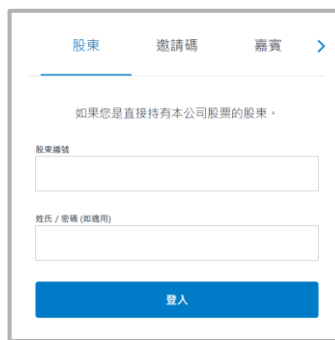 股東 邀請碼 嘉賓
如果您是直接持有本公司股票的股東。
股東編號
姓氏 / 密碼 (如適用)
登入